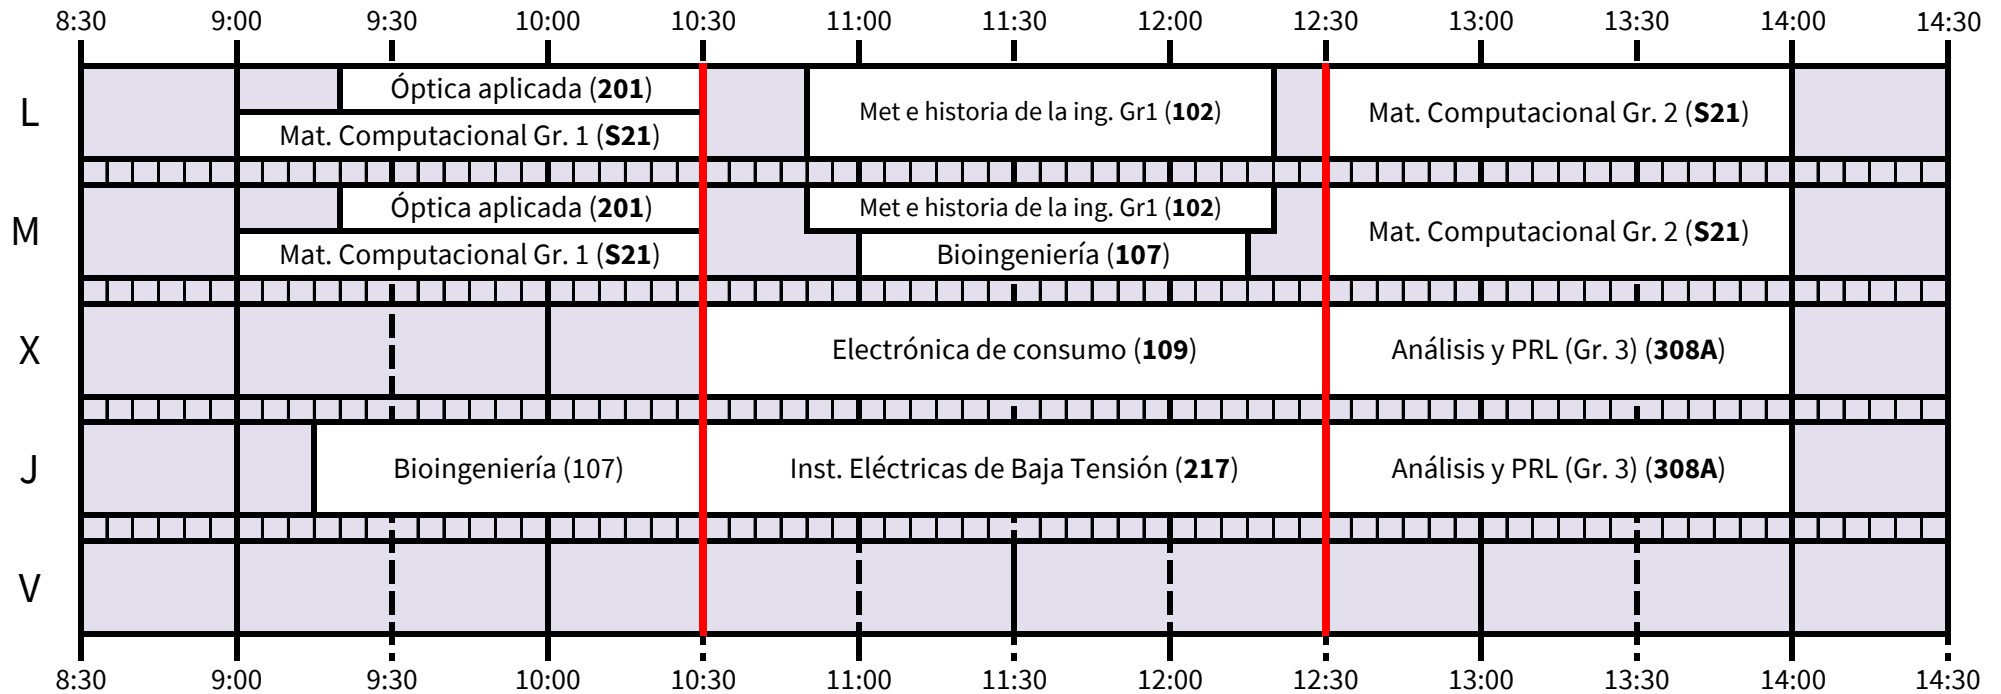 8:30 9:00 9:30 10:00 10:30 11:00 11:30 12:00 12:30 13:00 13:30 14:00 14:30
L
Óptica aplicada (201)
Mat. Computacional Gr. 1 (S21)
Met e historia de la ing. Gr1 (102)
Mat. Computacional Gr. 2 (S21)
M
Óptica aplicada (201)
Mat. Computacional Gr. 1 (S21)
Met e historia de la ing. Gr1 (102)
Bioingeniería (107)
Mat. Computacional Gr. 2 (S21)
X
Electrónica de consumo (109)
Análisis y PRL (Gr. 3) (308A)
J
Bioingeniería (107)
Inst. Eléctricas de Baja Tensión (217)
Análisis y PRL (Gr. 3) (308A)
V
8:30 9:00 9:30 10:00 10:30 11:00 11:30 12:00 12:30 13:00 13:30 14:00 14:30